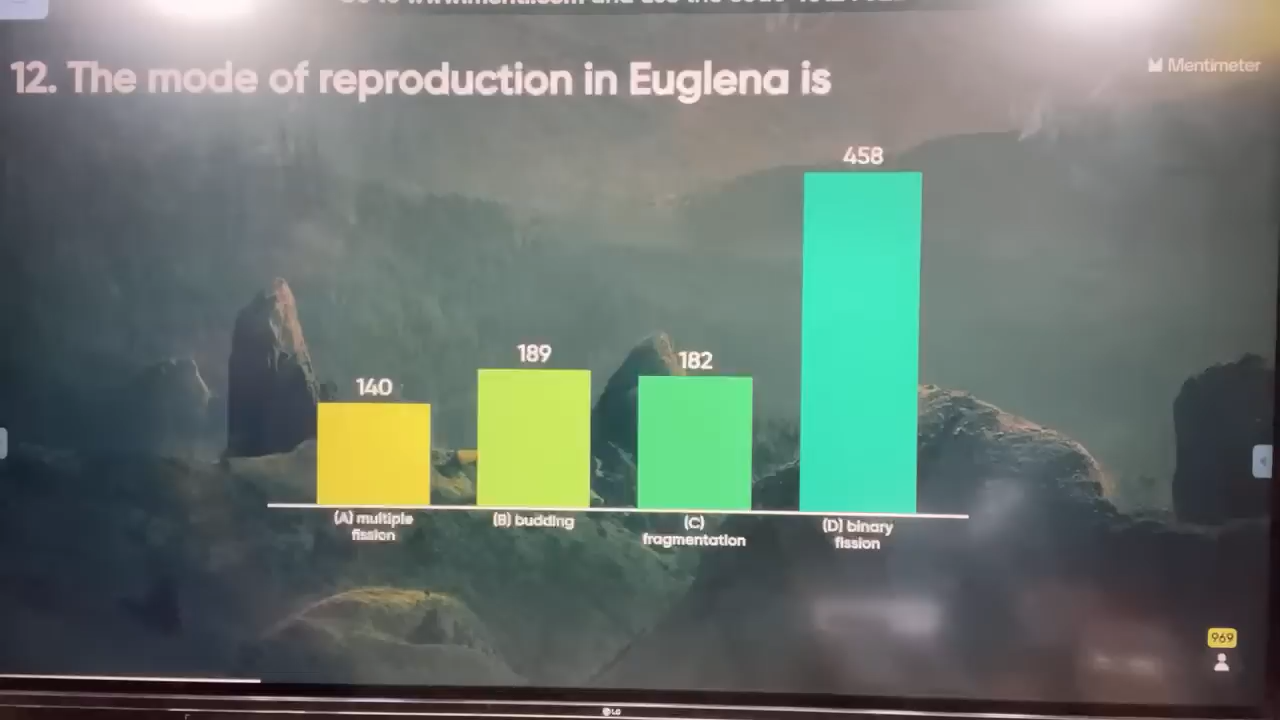 12. The mode of reproduction in Euglena is
Mentimeter
458
189
182
140
(A) multiple
fission
(B) budding
(C)
fragmentation
(D) binary
fission
969
LG